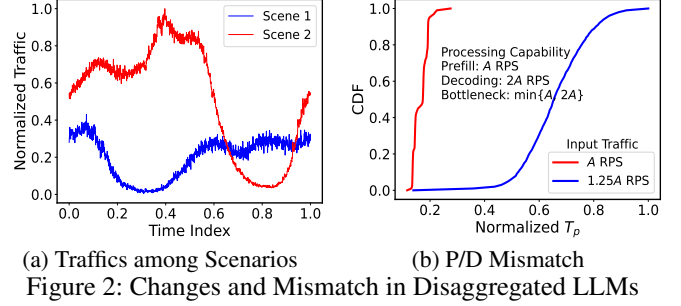 Normalized Traffic
1.0
0.8
0.6
0.4
0.2
0.0
Scene 1
Scene 2
0.0 0.2 0.4 0.6 0.8 1.0
Time Index
(a) Traffics among Scenarios
CDF
1.0
0.8
0.6
0.4
0.2
0.0
Processing Capability
Prefill: A RPS
Decoding: 2A RPS
Bottleneck: min{A, 2A}
Input Traffic
A RPS
1.25A RPS
0.2 0.4 0.6 0.8 1.0
Normalized Tp
(b) P/D Mismatch
Figure 2: Changes and Mismatch in Disaggregated LLMs